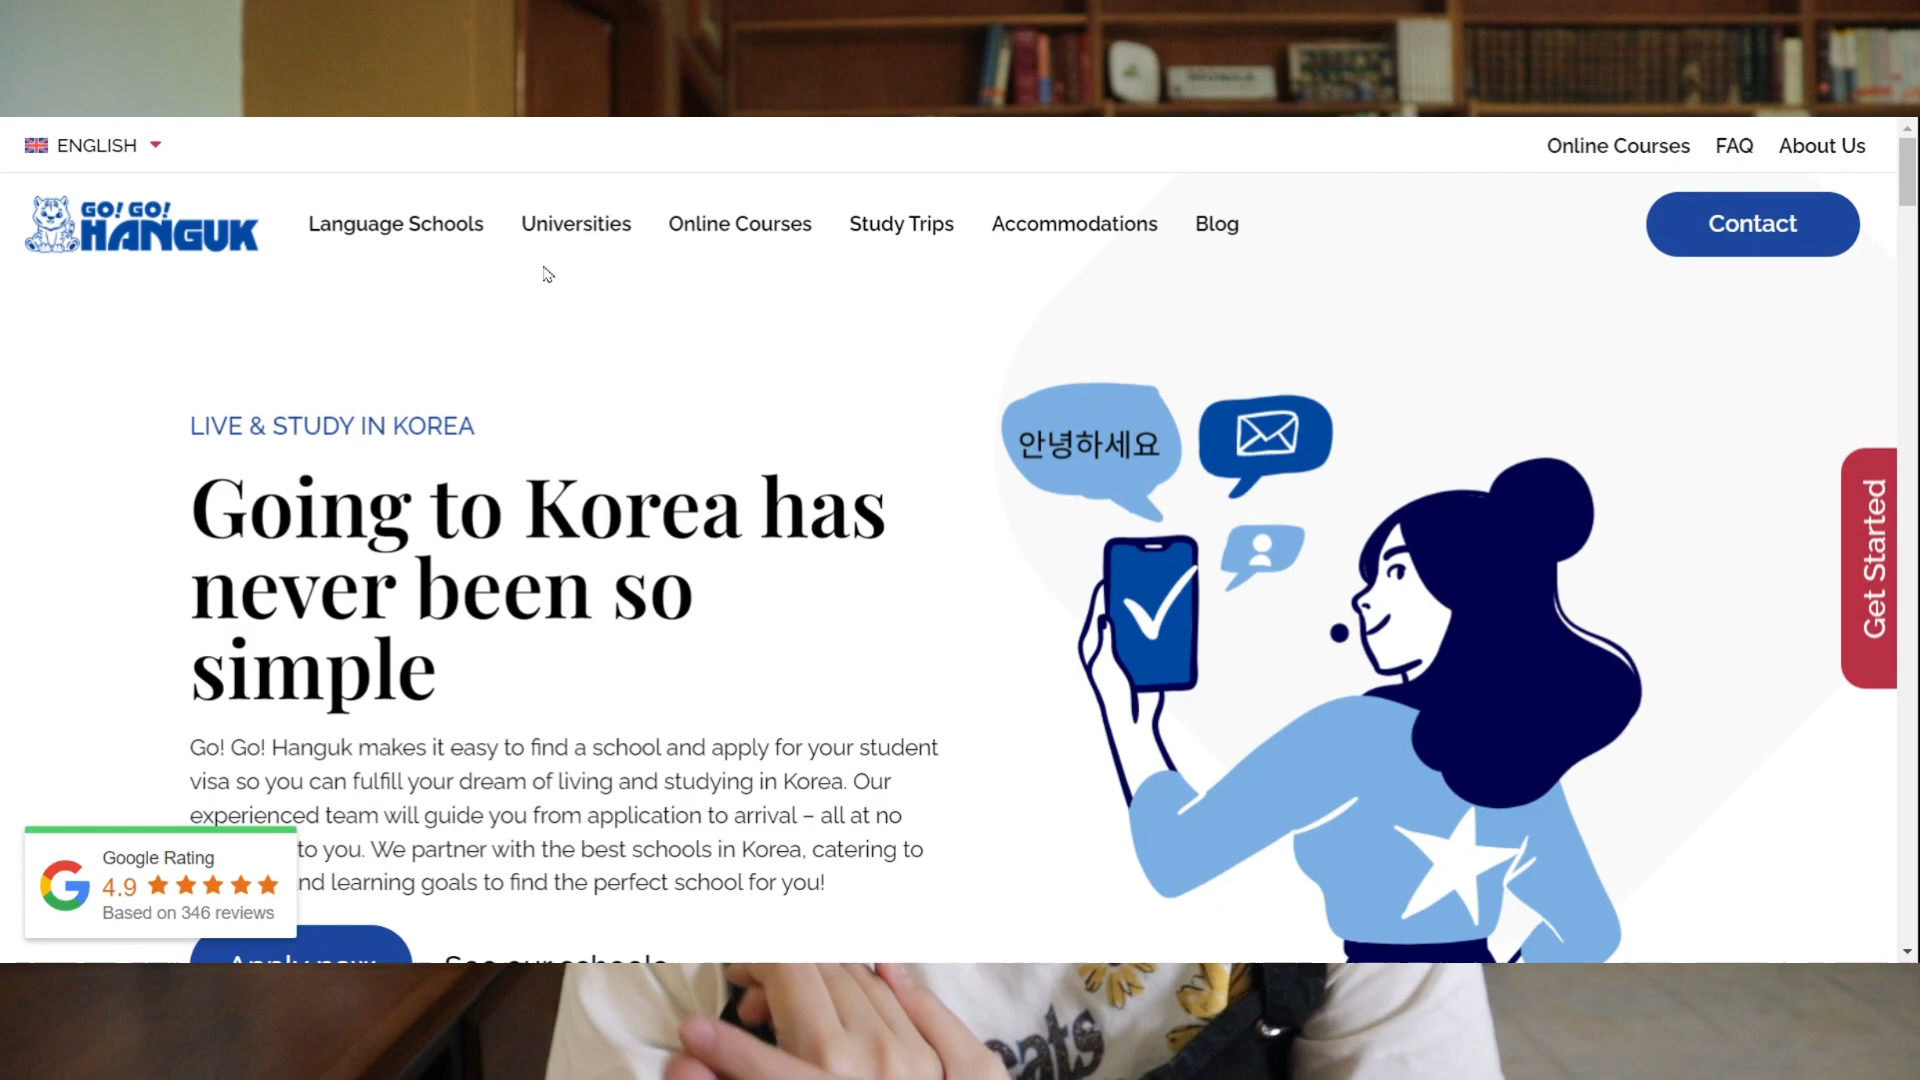 ENGLISH
Online Courses FAQ About Us
GO! GO!
HANGUK
Language Schools Universities Online Courses Study Trips Accommodations Blog
Contact
LIVE & STUDY IN KOREA
Going to Korea has
never been so
simple
Go! Go! Hanguk makes it easy to find a school and apply for your student
visa so you can fulfill your dream of living and studying in Korea. Our
experienced team will guide you from application to arrival – all at no
to you. We partner with the best schools in Korea, catering to
learning goals to find the perfect school for you!
Google Rating
4.9
Based on 346 reviews
Apply now See our schools
안녕하세요
Get Started